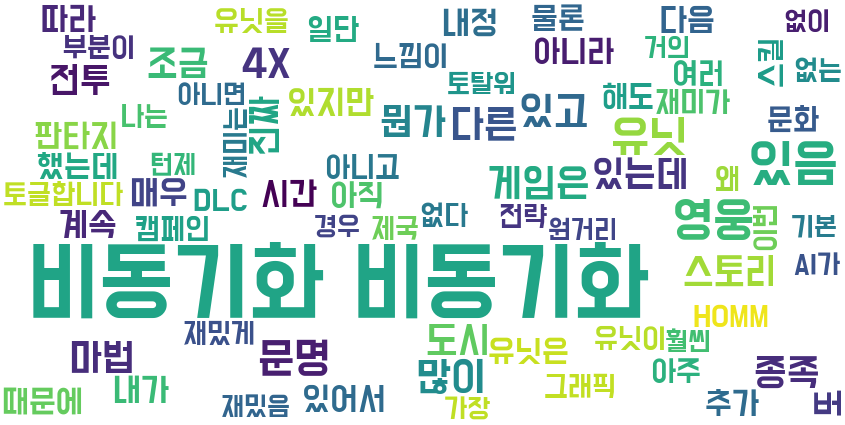 따라 유닛을 일단 내정 물론 다음 없이
부분이 4X 느낌이 아니라 거의 스킬
전투 조금 토탈워 여러 없는
아니면 있지만 뭔가 다른 있고 해도 재미가
나는 재미는 진짜 유닛 문화
판타지
했는데 턴제 아니고 게임은 있는데 왜 있음
토글합니다 매우 DLC 시간 아직
계속 캠페인 경우 제국 없다 전략 원거리 영웅 이번 기본
비동기화 비동기화 스토리 AI가
재밌게 HOMM
마법 문명 도시 유닛은 유닛이 훨씬
때문에 내가 많이 그래픽 아주 종족
재밌음 있어서 가장 추가 버